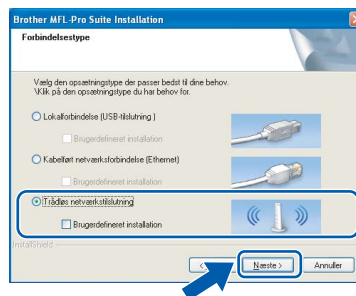 Brother MFL-Pro Suite Installation
Forbindelsestype
Vælg den opsætningstype der passer bedst til dine behov.
\Klik på den opsætningstype du har behov for.
Lokalforbindelse (USB-tilslutning )
Brugerdefineret installation
Kabelført netværksforbindelse (Ethernet)
Brugerdefineret installation
Trådløs netværkstilslutning
Brugerdefineret installation
InstallShield
< Næste > Annuller